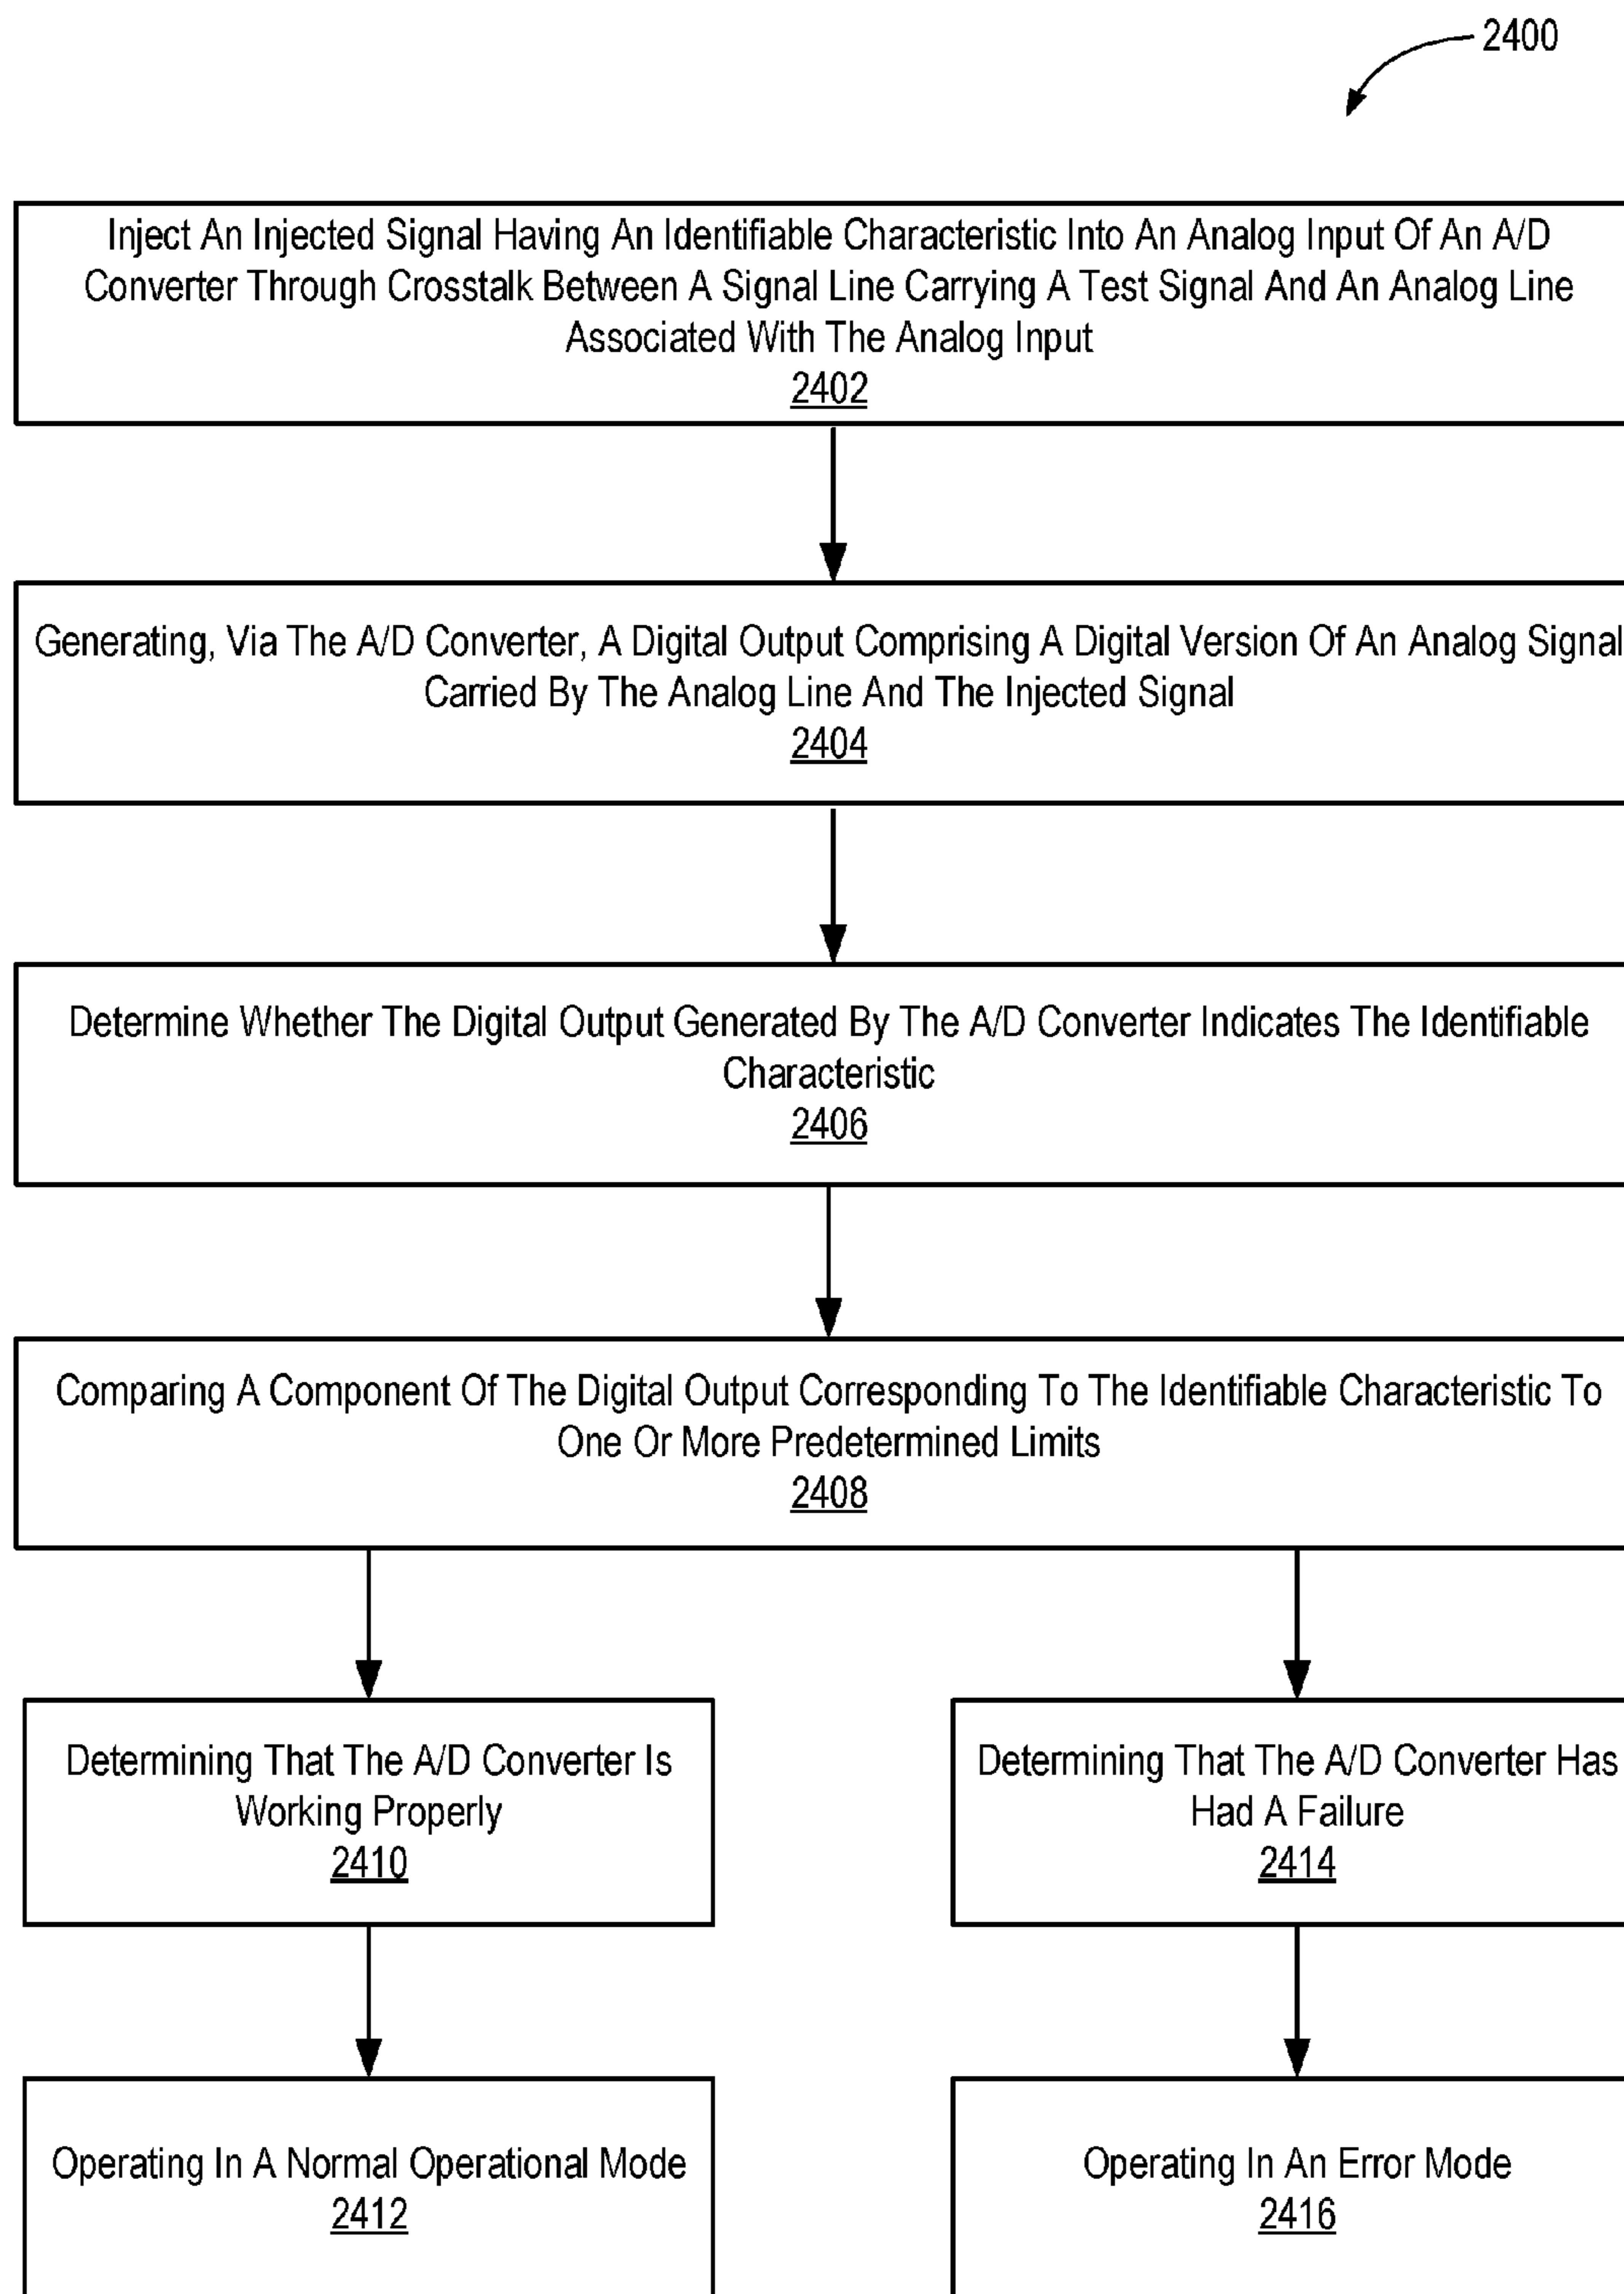 2400
Inject An Injected Signal Having An Identifiable Characteristic Into An Analog Input Of An A/D
Converter Through Crosstalk Between A Signal Line Carrying A Test Signal And An Analog Line
Associated With The Analog Input
2402
Generating, Via The A/D Converter, A Digital Output Comprising A Digital Version Of An Analog Signal
Carried By The Analog Line And The Injected Signal
2404
Determine Whether The Digital Output Generated By The A/D Converter Indicates The Identifiable
Characteristic
2406
Comparing A Component Of The Digital Output Corresponding To The Identifiable Characteristic To
One Or More Predetermined Limits
2408
Determining That The A/D Converter Is
Working Properly
2410
Determining That The A/D Converter Has
Had A Failure
2414
Operating In A Normal Operational Mode
2412
Operating In An Error Mode
2416